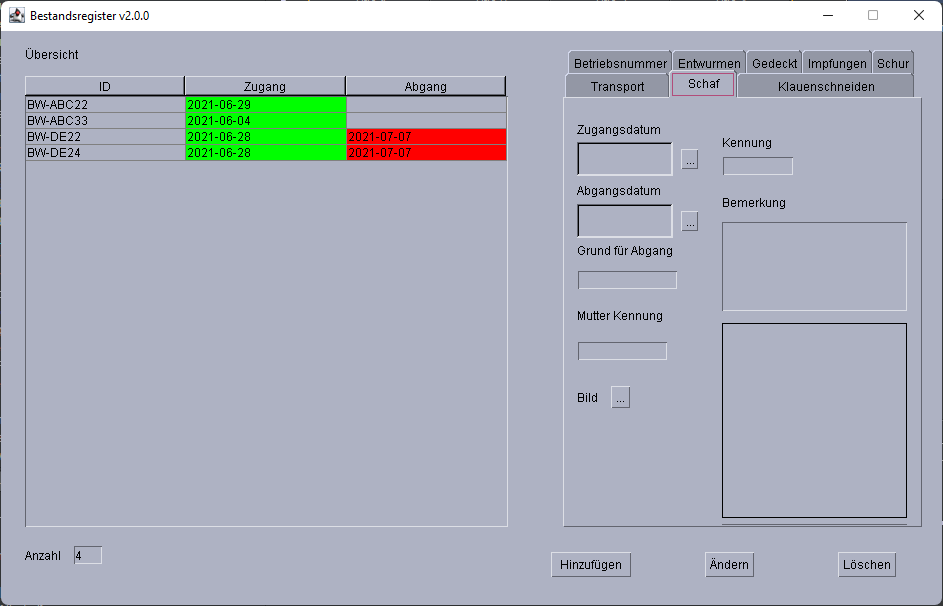 Bestandsregister v2.0.0
Übersicht
ID Zugang Abgang
BW-ABC22 2021-06-29
BW-ABC33 2021-06-04
BW-DE22 2021-06-28 2021-07-07
BW-DE24 2021-06-28 2021-07-07
Anzahl 4
Betriebsnummer Entwurmen Gedeckt Impfungen Schur
Transport Schaf Klauenschneiden
Zugangsdatum
...
Abgangsdatum
...
Grund für Abgang
Mutter Kennung
Bild ...
Kennung
Bemerkung
Hinzufügen Ändern Löschen